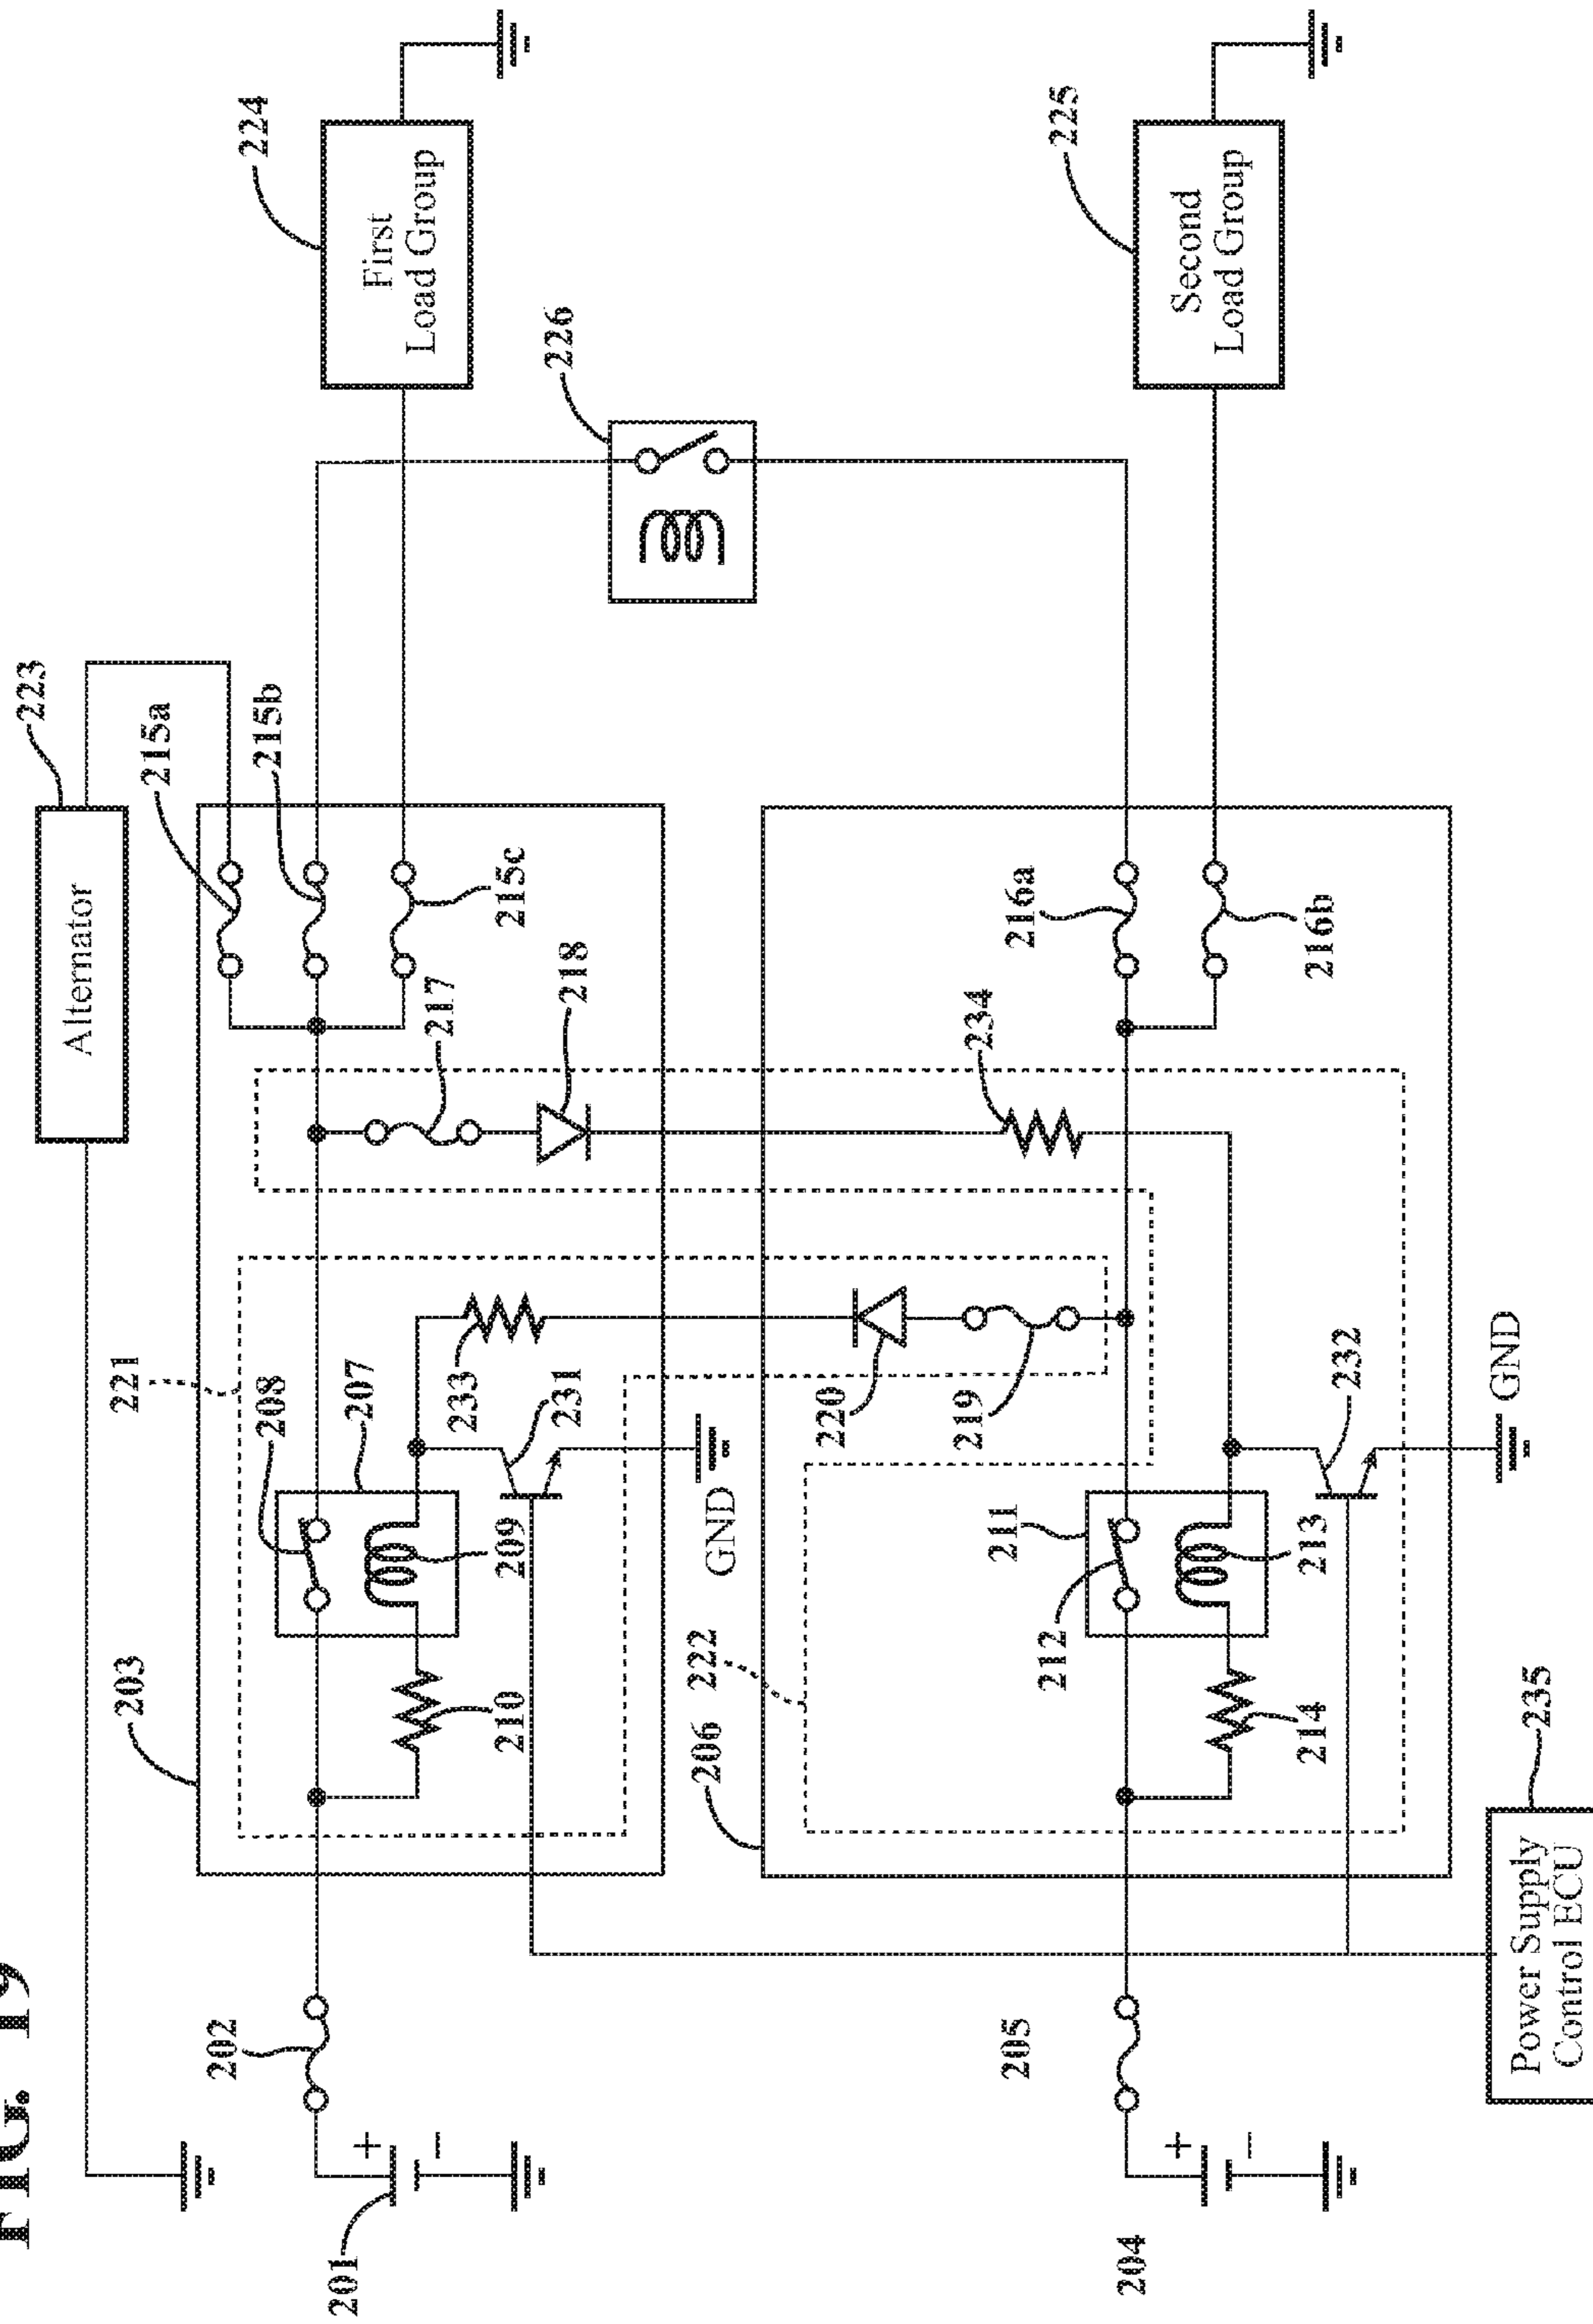 FIG. 19
Alternator
223
215a
215b
215c
217
218
221
208
207
233
231
209
GND
210
203
202
201
+
−
First
Load Group
224
226
Second
Load Group
225
216a
216b
234
220
219
232
GND
211
212
213
214
222
206
205
204
+
−
235
Power Supply
Control ECU